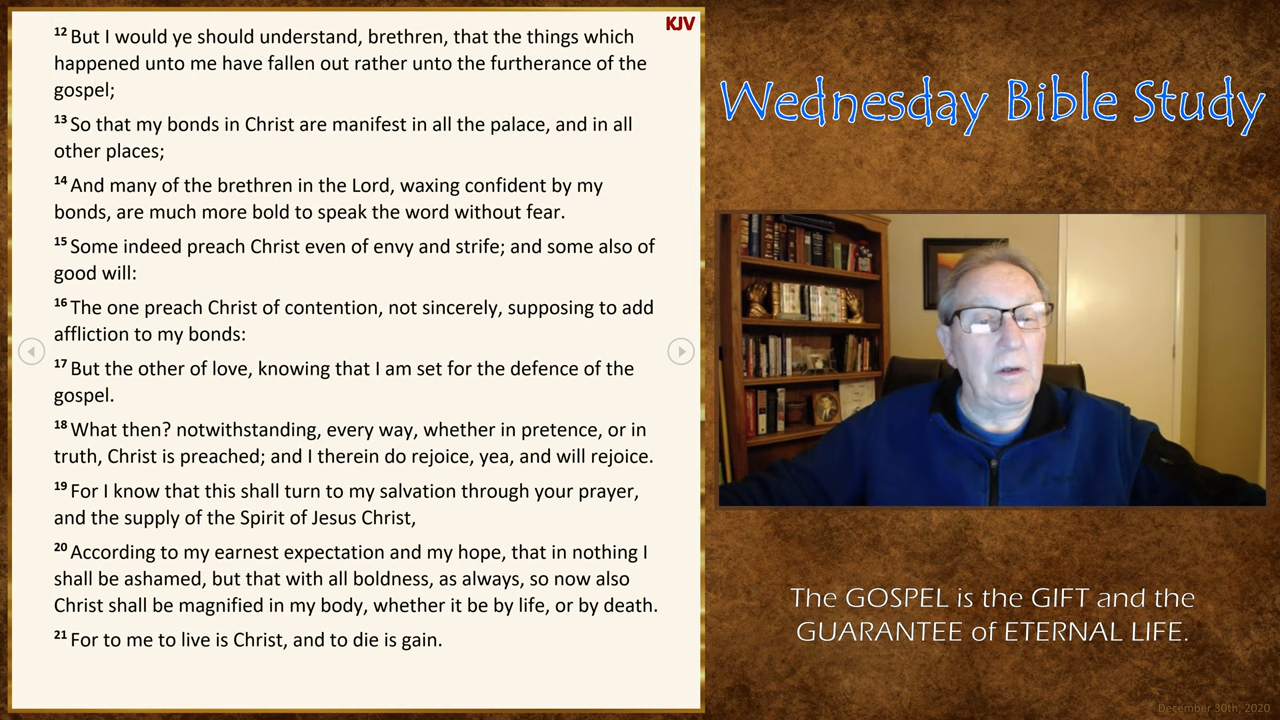 KJV
12 But I would ye should understand, brethren, that the things which
happened unto me have fallen out rather unto the furtherance of the
gospel;
13 So that my bonds in Christ are manifest in all the palace, and in all
other places;
14 And many of the brethren in the Lord, waxing confident by my
bonds, are much more bold to speak the word without fear.
15 Some indeed preach Christ even of envy and strife; and some also of
good will:
16 The one preach Christ of contention, not sincerely, supposing to add
affliction to my bonds:
17 But the other of love, knowing that I am set for the defence of the
gospel.
18 What then? notwithstanding, every way, whether in pretence, or in
truth, Christ is preached; and I therein do rejoice, yea, and will rejoice.
19 For I know that this shall turn to my salvation through your prayer,
and the supply of the Spirit of Jesus Christ,
20 According to my earnest expectation and my hope, that in nothing I
shall be ashamed, but that with all boldness, as always, so now also
Christ shall be magnified in my body, whether it be by life, or by death.
21 For to me to live is Christ, and to die is gain.
Wednesday Bible Study
The GOSPEL is the GIFT and the
GUARANTEE of ETERNAL LIFE.
December 30th, 2020